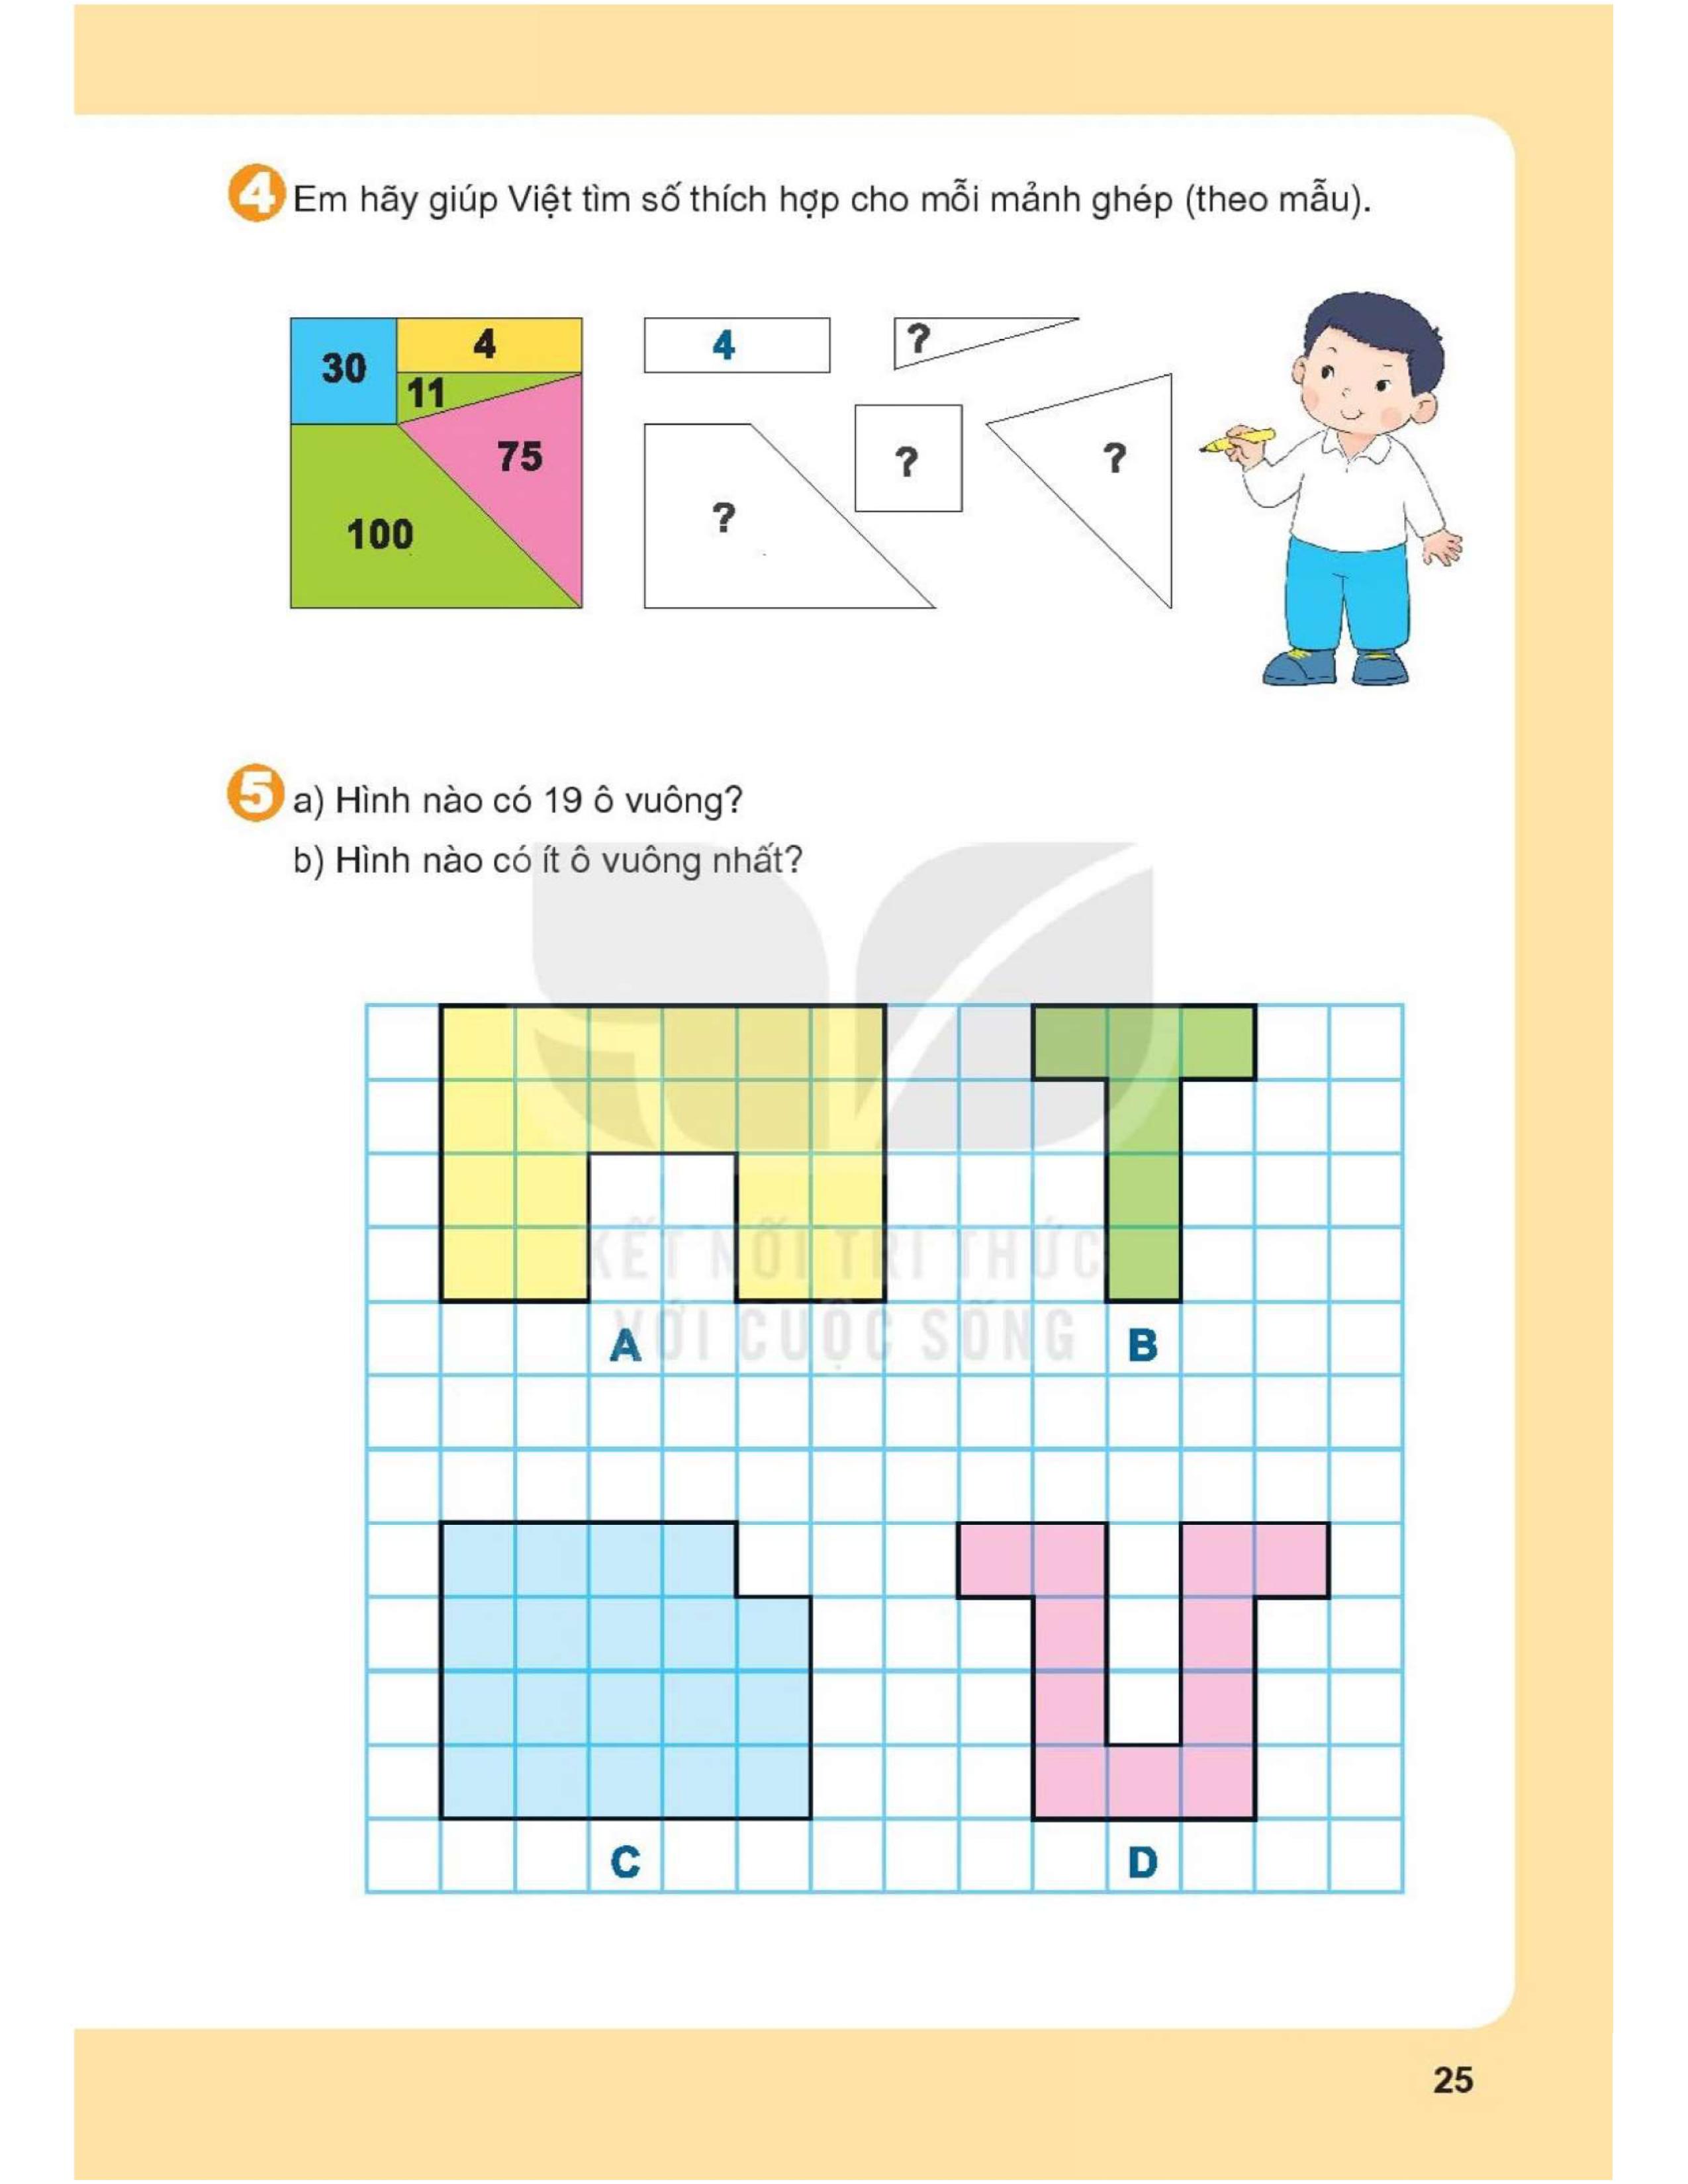 4 Em hãy giúp Việt tìm số thích hợp cho mỗi mảnh ghép (theo mẫu).
30 4 11 75 100
4 ? ? ? ?
5 a) Hình nào có 19 ô vuông?
b) Hình nào có ít ô vuông nhất?
KẾT NỐI TRI THỨC
VỚI CUỘC SỐNG
A B
C D
25